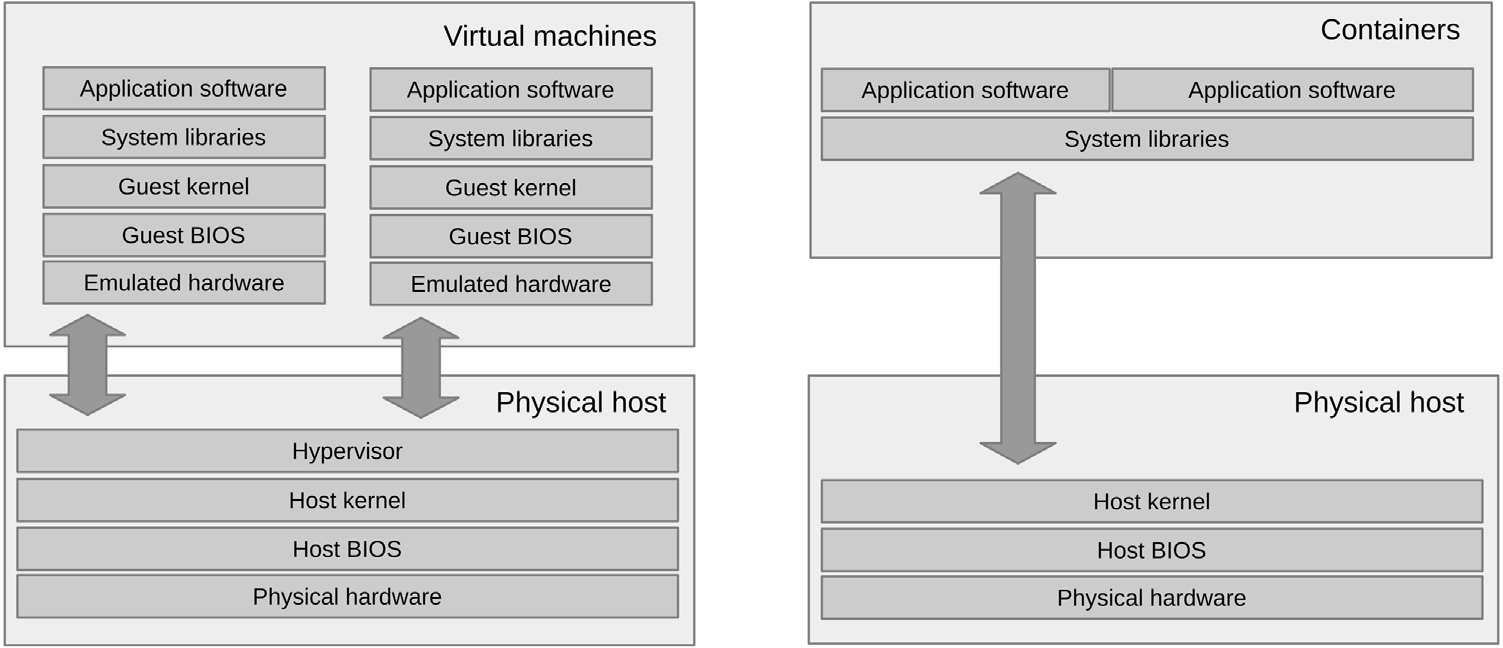 Virtual machines
Application software
System libraries
Guest kernel
Guest BIOS
Emulated hardware
Application software
System libraries
Guest kernel
Guest BIOS
Emulated hardware
Physical host
Hypervisor
Host kernel
Host BIOS
Physical hardware
Containers
Application software
Application software
System libraries
Physical host
Host kernel
Host BIOS
Physical hardware